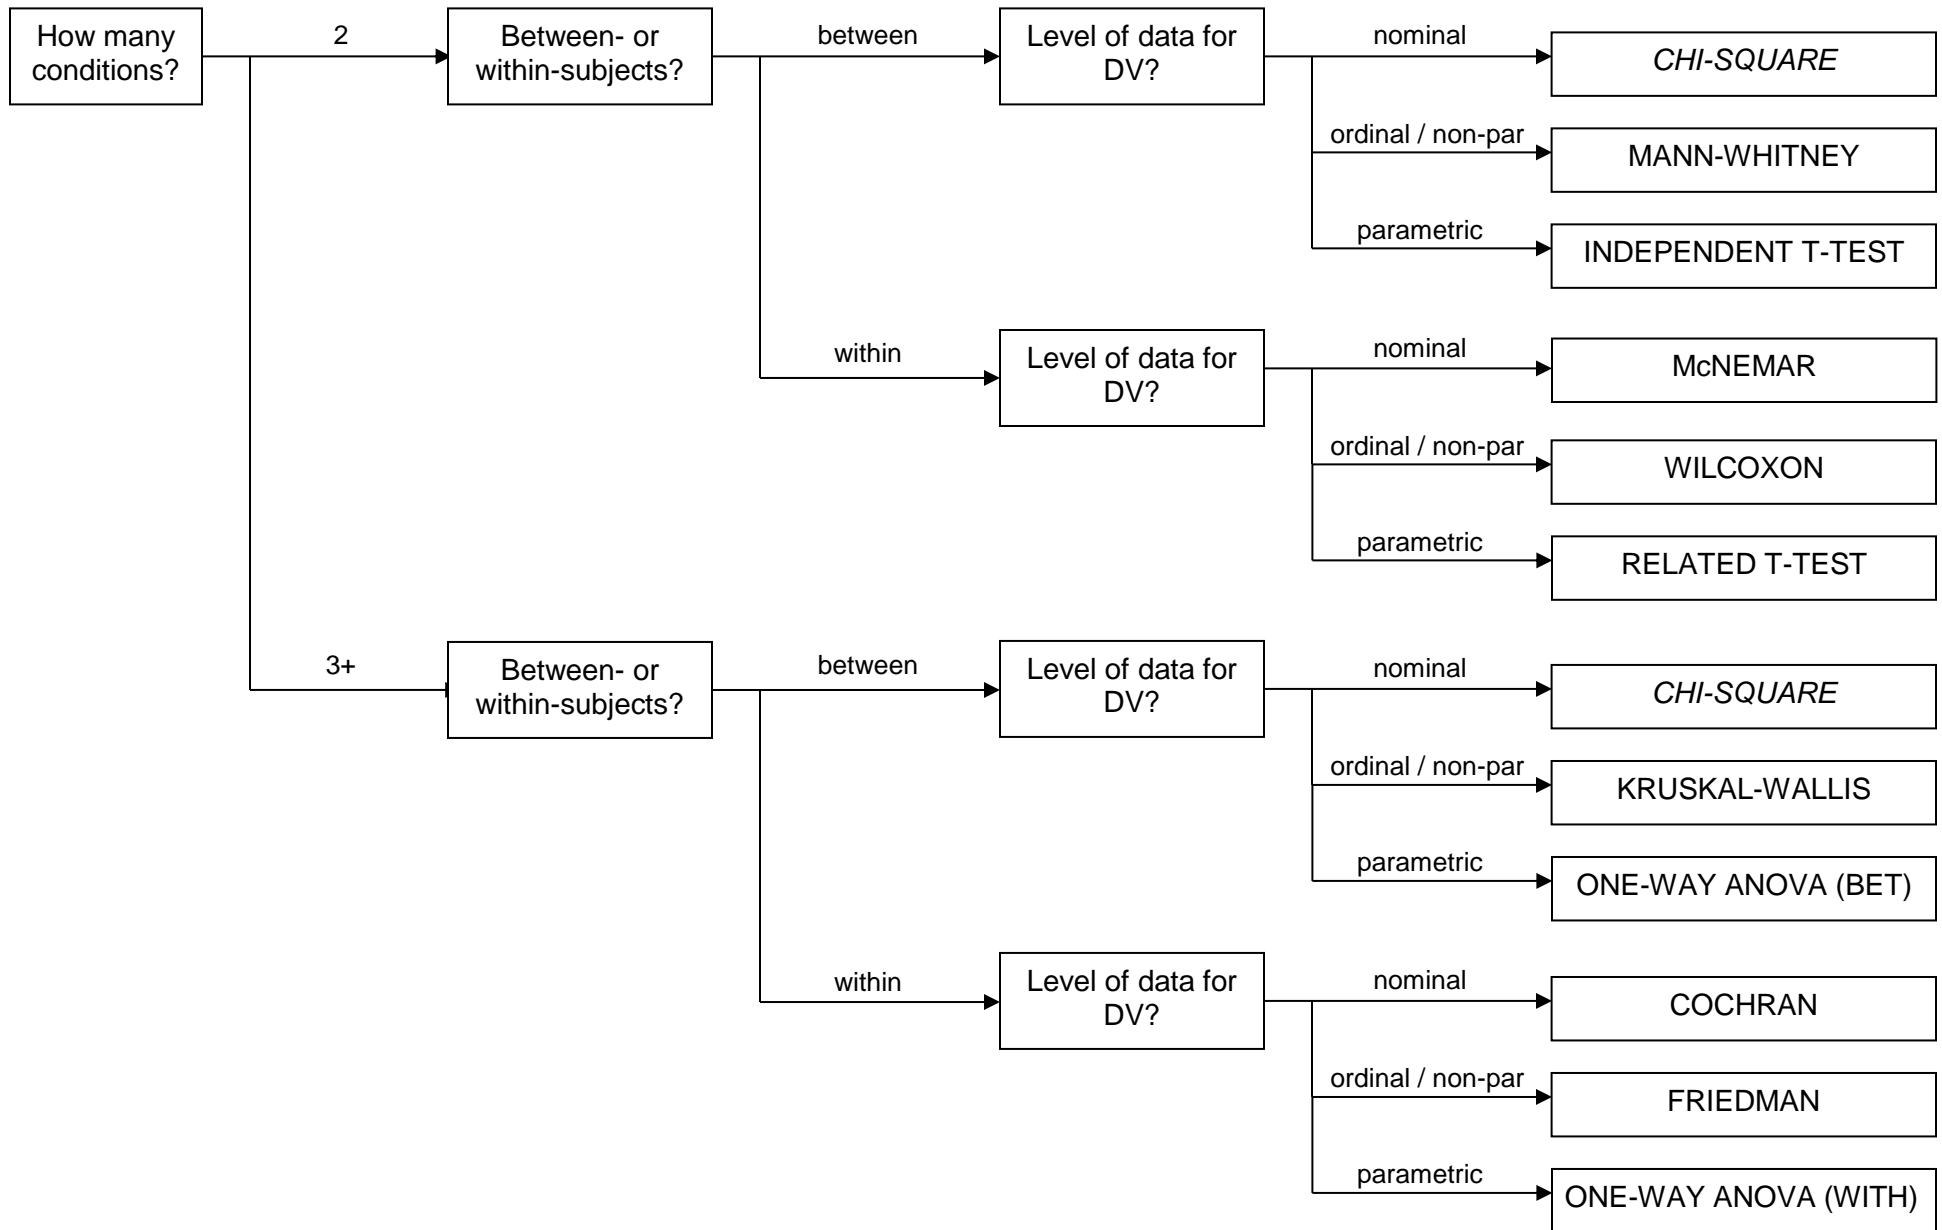 How many
conditions?
2
Between- or
within-subjects?
between
Level of data for
DV?
nominal
CHI-SQUARE
ordinal / non-par
MANN-WHITNEY
parametric
INDEPENDENT T-TEST
within
Level of data for
DV?
nominal
McNEMAR
ordinal / non-par
WILCOXON
parametric
RELATED T-TEST
3+
Between- or
within-subjects?
between
Level of data for
DV?
nominal
CHI-SQUARE
ordinal / non-par
KRUSKAL-WALLIS
parametric
ONE-WAY ANOVA (BET)
within
Level of data for
DV?
nominal
COCHRAN
ordinal / non-par
FRIEDMAN
parametric
ONE-WAY ANOVA (WITH)